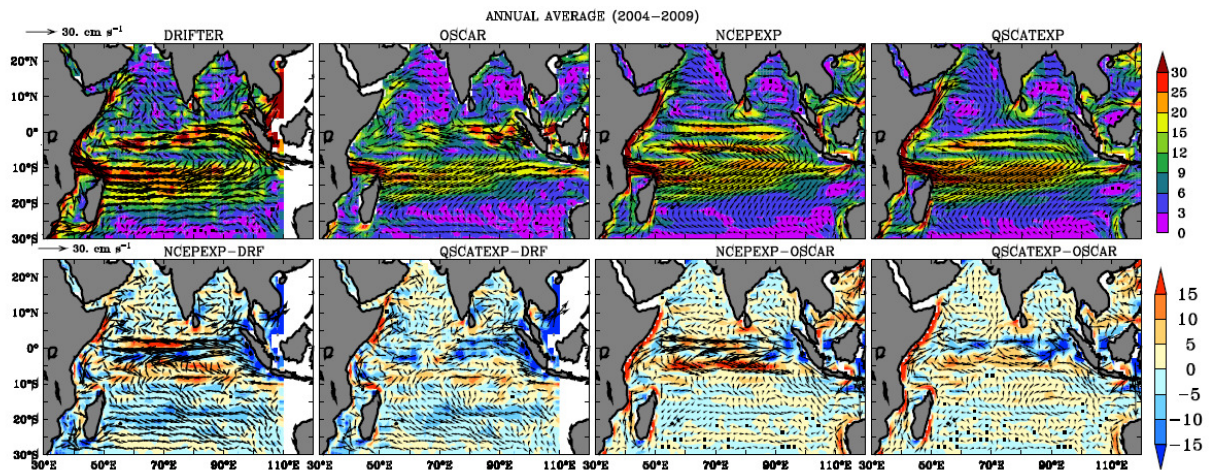 ANNUAL AVERAGE (2004−2009)
30. cm s⁻¹
DRIFTER OSCAR NCEPEXP QSCATEXP
20°N
10°N
0°
10°S
20°S
30°S
30
25
20
15
12
9
6
3
0
30. cm s⁻¹
NCEPEXP−DRF QSCATEXP−DRF NCEPEXP−OSCAR QSCATEXP−OSCAR
20°N
10°N
0°
10°S
20°S
30°S
30°E 50°E 70°E 90°E 110°E 30°E 50°E 70°E 90°E 110°E 30°E 50°E 70°E 90°E 110°E 30°E 50°E 70°E 90°E 110°E
15
10
5
0
−5
−10
−15